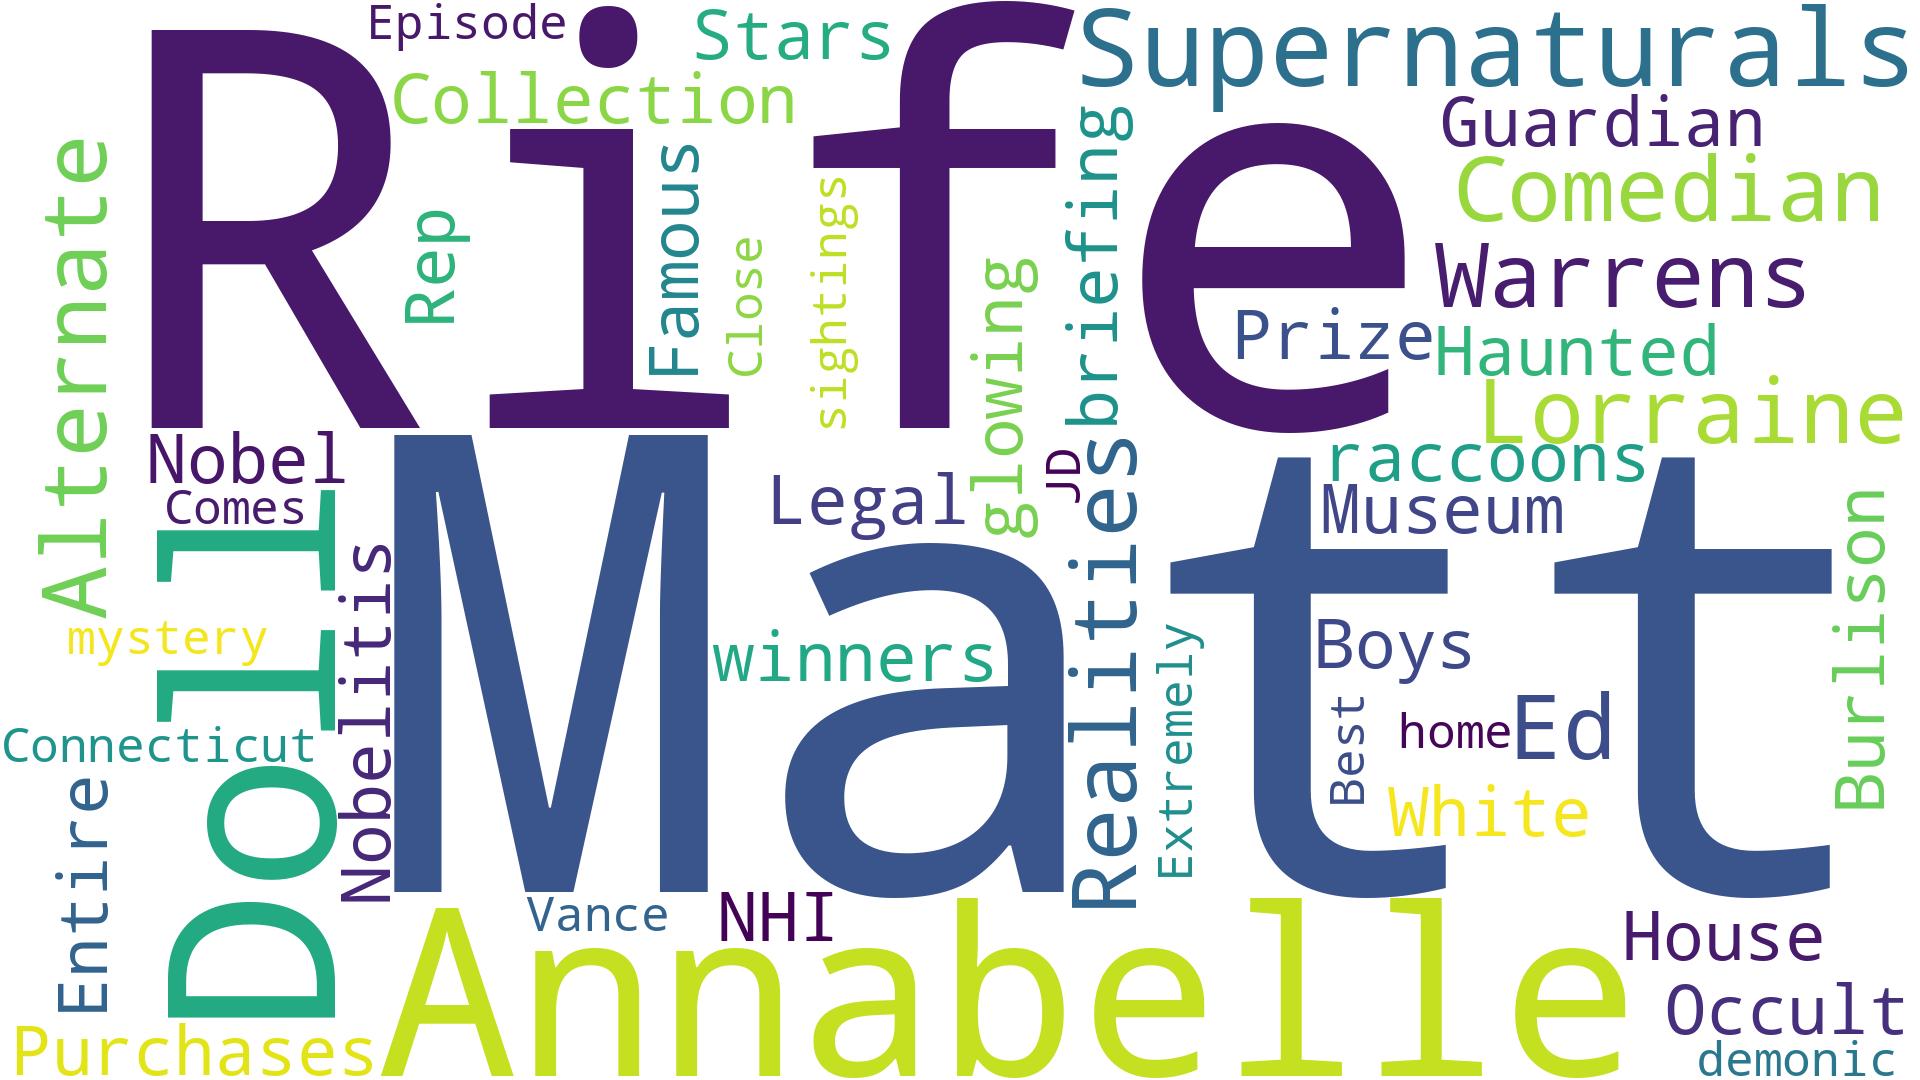 Episode
Stars
Supernaturals
Rife
Collection
Guardian
Alternate
Famous
briefing
Comedian
Rep
Close
sightings
Warrens
glowing
Prize
Haunted
Lorraine
Nobel
raccoons
JD
Comes
Legal
Museum
Matt
Realities
Burlison
Doll
Nobelitis
mystery
winners
Boys
Extremely
Best
home
Ed
Connecticut
White
Entire
Vance
NHI
Annabelle
House
Occult
Purchases
demonic